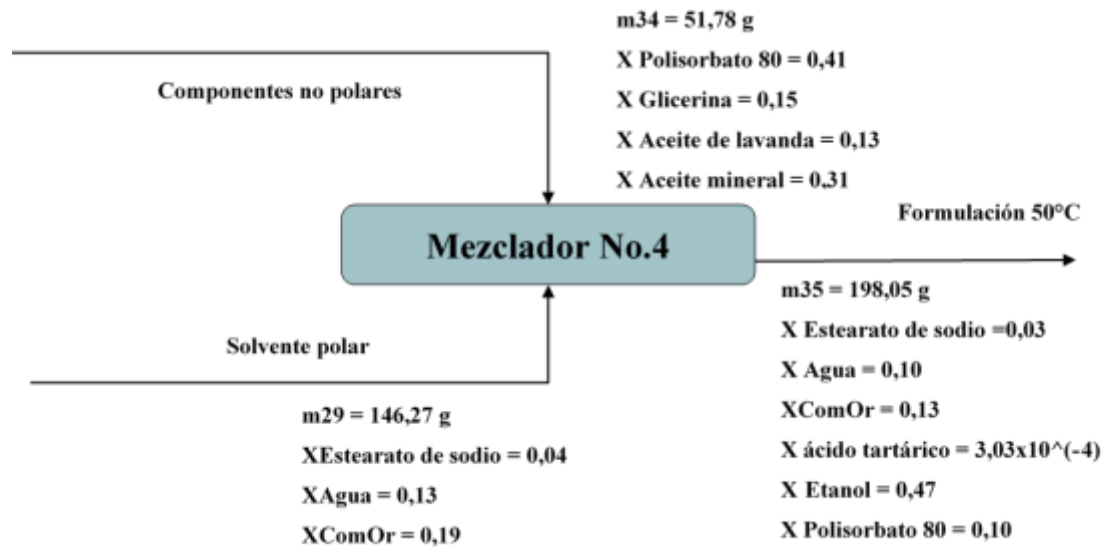 m34 = 51,78 g
X Polisorbato 80 = 0,41
Componentes no polares
X Glicerina = 0,15
X Aceite de lavanda = 0,13
X Aceite mineral = 0,31
Formulación 50°C
Mezclador No.4
m35 = 198,05 g
X Estearato de sodio =0,03
Solvente polar
X Agua = 0,10
m29 = 146,27 g
XComOr = 0,13
XEstearato de sodio = 0,04
X ácido tartárico = 3,03x10^(-4)
XAgua = 0,13
X Etanol = 0,47
XComOr = 0,19
X Polisorbato 80 = 0,10